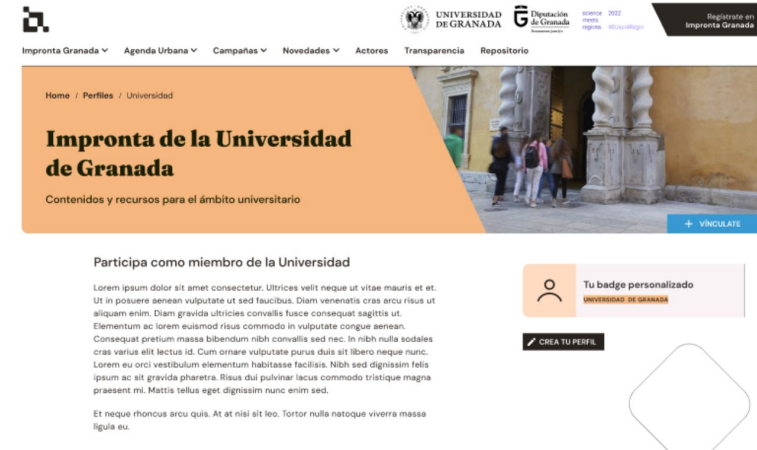 UNIVERSIDAD
DE GRANADA
Diputación
de Granada
science 2022
meets
regions
Regístrate en
Impronta Granada
Impronta Granada Agenda Urbana Campañas Novedades Actores Transparencia Repositorio
Home / Perfiles / Universidad
Impronta de la Universidad
de Granada
Contenidos y recursos para el ámbito universitario
+ VÍNCULATE
Participa como miembro de la Universidad
Lorem ipsum dolor sit amet consectetur. Ultrices velit neque ut vitae mauris et et.
Ut in posuere aenean vulputate ut sed faucibus. Diam venenatis cras arcu risus ut
aliquam enim. Diam gravida ultricies convallis fusce consequat sagittis ut.
Elementum ac lorem euismod risus commodo in vulputate congue aenean.
Consequat pretium massa bibendum nibh convallis sed nec. In nibh nulla sodales
cras varius elit lectus id. Cum ornare vulputate purus duis sit libero neque nunc.
Lorem eu orci vestibulum elementum habitasse facilisis. Nibh sed dignissim felis
ipsum ac sit gravida pharetra. Risus dui pulvinar lacus commodo tristique magna
praesent mi. Mattis tellus eget dignissim nunc enim sed.
Et neque rhoncus arcu quis. At at nisi sit leo. Tortor nulla natoque viverra massa
ligula eu.
Tu badge personalizado
UNIVERSIDAD DE GRANADA
CREA TU PERFIL